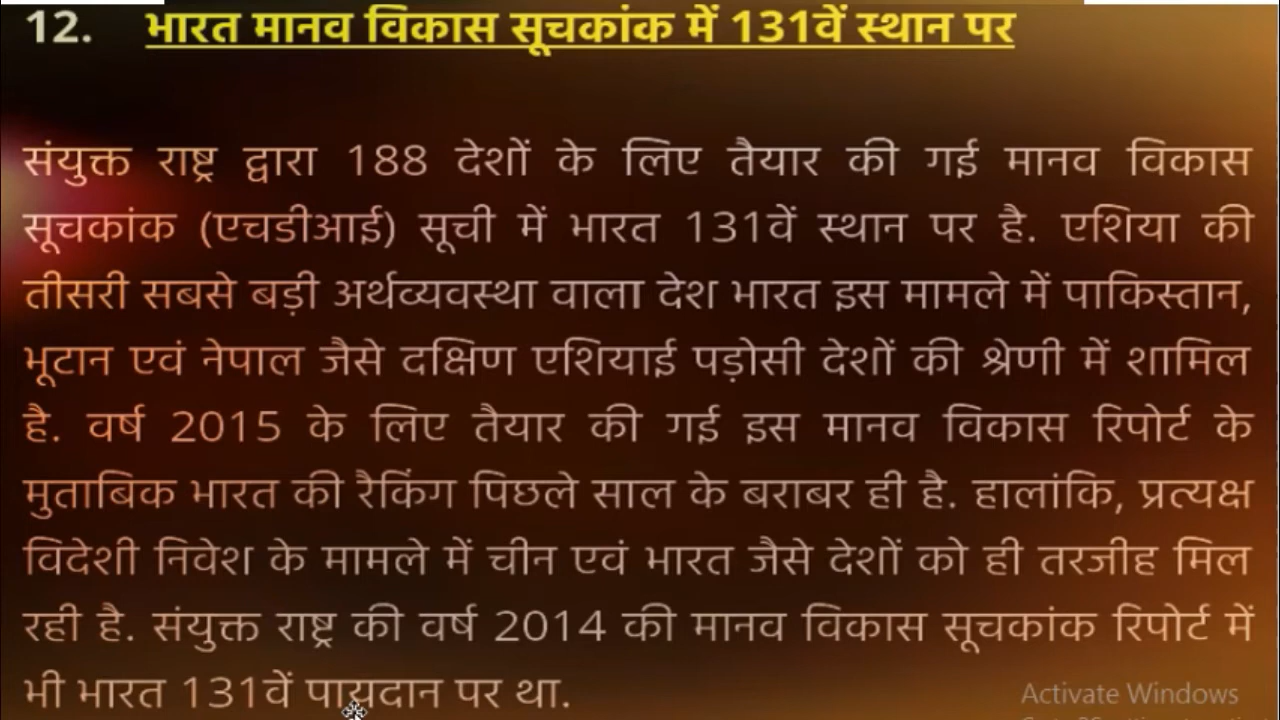 12. भारत मानव विकास सूचकांक में 131वें स्थान पर
संयुक्त राष्ट्र द्वारा 188 देशों के लिए तैयार की गई मानव विकास
सूचकांक (एचडीआई) सूची में भारत 131वें स्थान पर है. एशिया की
तीसरी सबसे बड़ी अर्थव्यवस्था वाला देश भारत इस मामले में पाकिस्तान,
भूटान एवं नेपाल जैसे दक्षिण एशियाई पड़ोसी देशों की श्रेणी में शामिल
है. वर्ष 2015 के लिए तैयार की गई इस मानव विकास रिपोर्ट के
मुताबिक भारत की रैकिंग पिछले साल के बराबर ही है. हालांकि, प्रत्यक्ष
विदेशी निवेश के मामले में चीन एवं भारत जैसे देशों को ही तरजीह मिल
रही है. संयुक्त राष्ट्र की वर्ष 2014 की मानव विकास सूचकांक रिपोर्ट में
भी भारत 131वें पायदान पर था.
Activate Windows